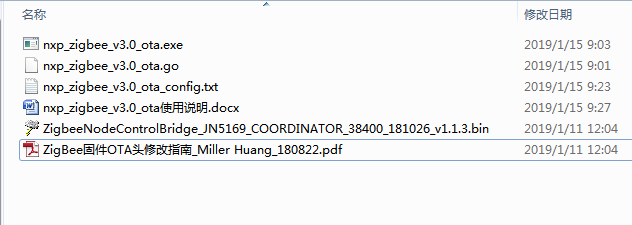 名称 修改日期
nxp_zigbee_v3.0_ota.exe 2019/1/15 9:03
nxp_zigbee_v3.0_ota.go 2019/1/15 9:01
nxp_zigbee_v3.0_ota_config.txt 2019/1/15 9:23
nxp_zigbee_v3.0_ota使用说明.docx 2019/1/15 9:27
ZigbeeNodeControlBridge_JN5169_COORDINATOR_38400_181026_v1.1.3.bin 2019/1/11 12:04
ZigBee固件OTA头修改指南_Miller Huang_180822.pdf 2019/1/11 12:04